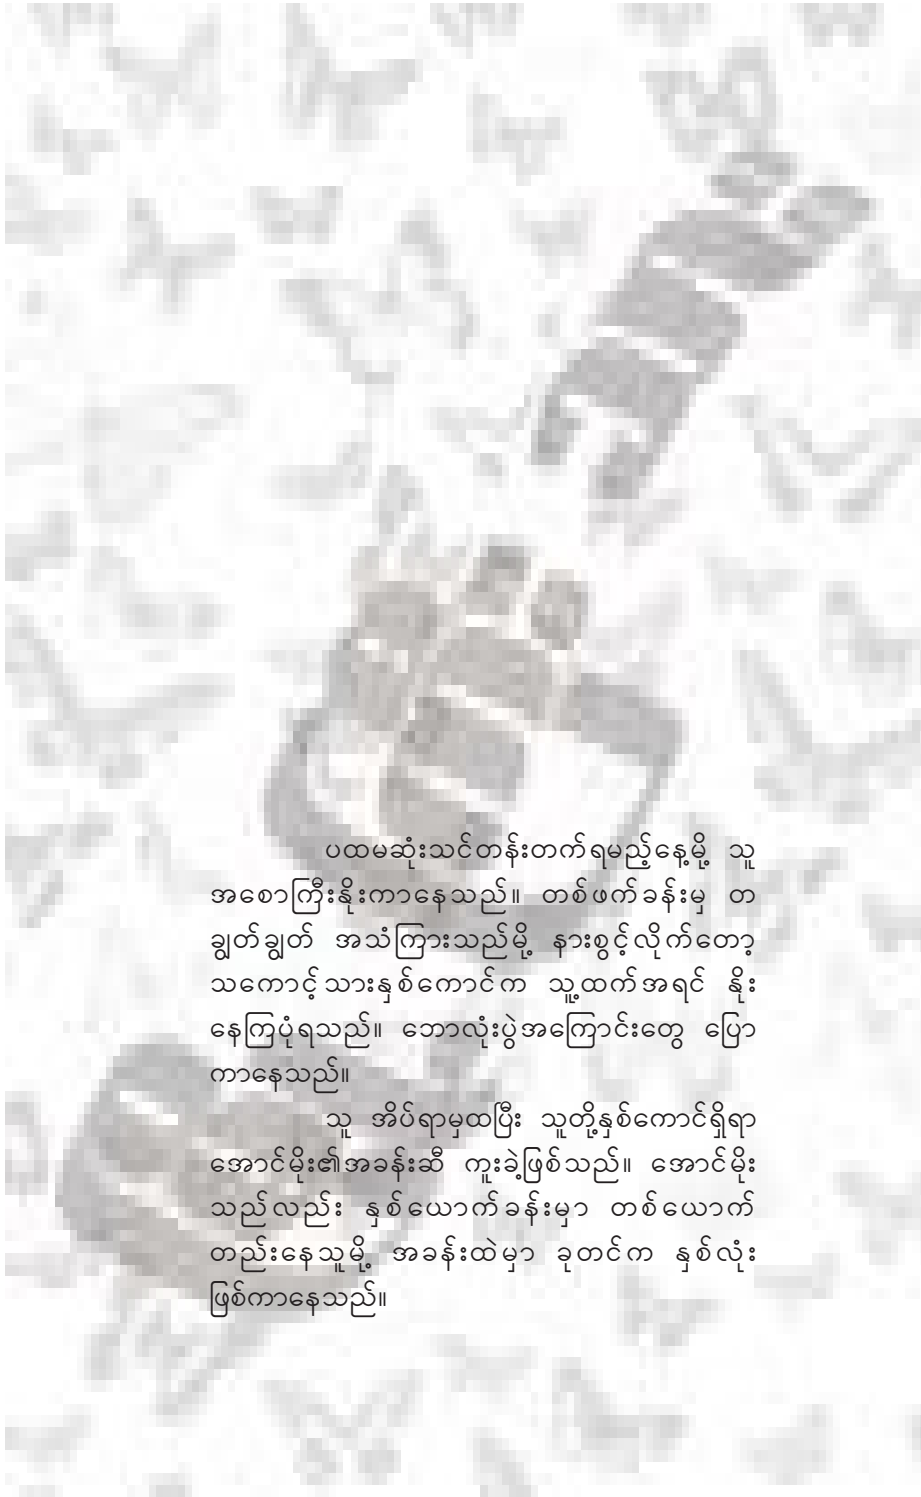 ပထမဆုံးသင်တန်းတက်ရမည့်နေ့မို့ သူ
အစောကြီးနိုးကာနေသည်။ တစ်ဖက်ခန်းမှ တ
ချွတ်ချွတ် အသံကြားသည်မို့ နားစွင့်လိုက်တော့
သကောင့်သားနှစ်ကောင်က သူ့ထက်အရင် နိုး
နေကြပုံရသည်။ ဘောလုံးပွဲအကြောင်းတွေ ပြော
ကာနေသည်။
သူ အိပ်ရာမှထပြီး သူတို့နှစ်ကောင်ရှိရာ
အောင်မိုး၏အခန်းဆီ ကူးခဲ့ဖြစ်သည်။ အောင်မိုး
သည်လည်း နှစ်ယောက်ခန်းမှာ တစ်ယောက်
တည်းနေသူမို့ အခန်းထဲမှာ ခုတင်က နှစ်လုံး
ဖြစ်ကာနေသည်။